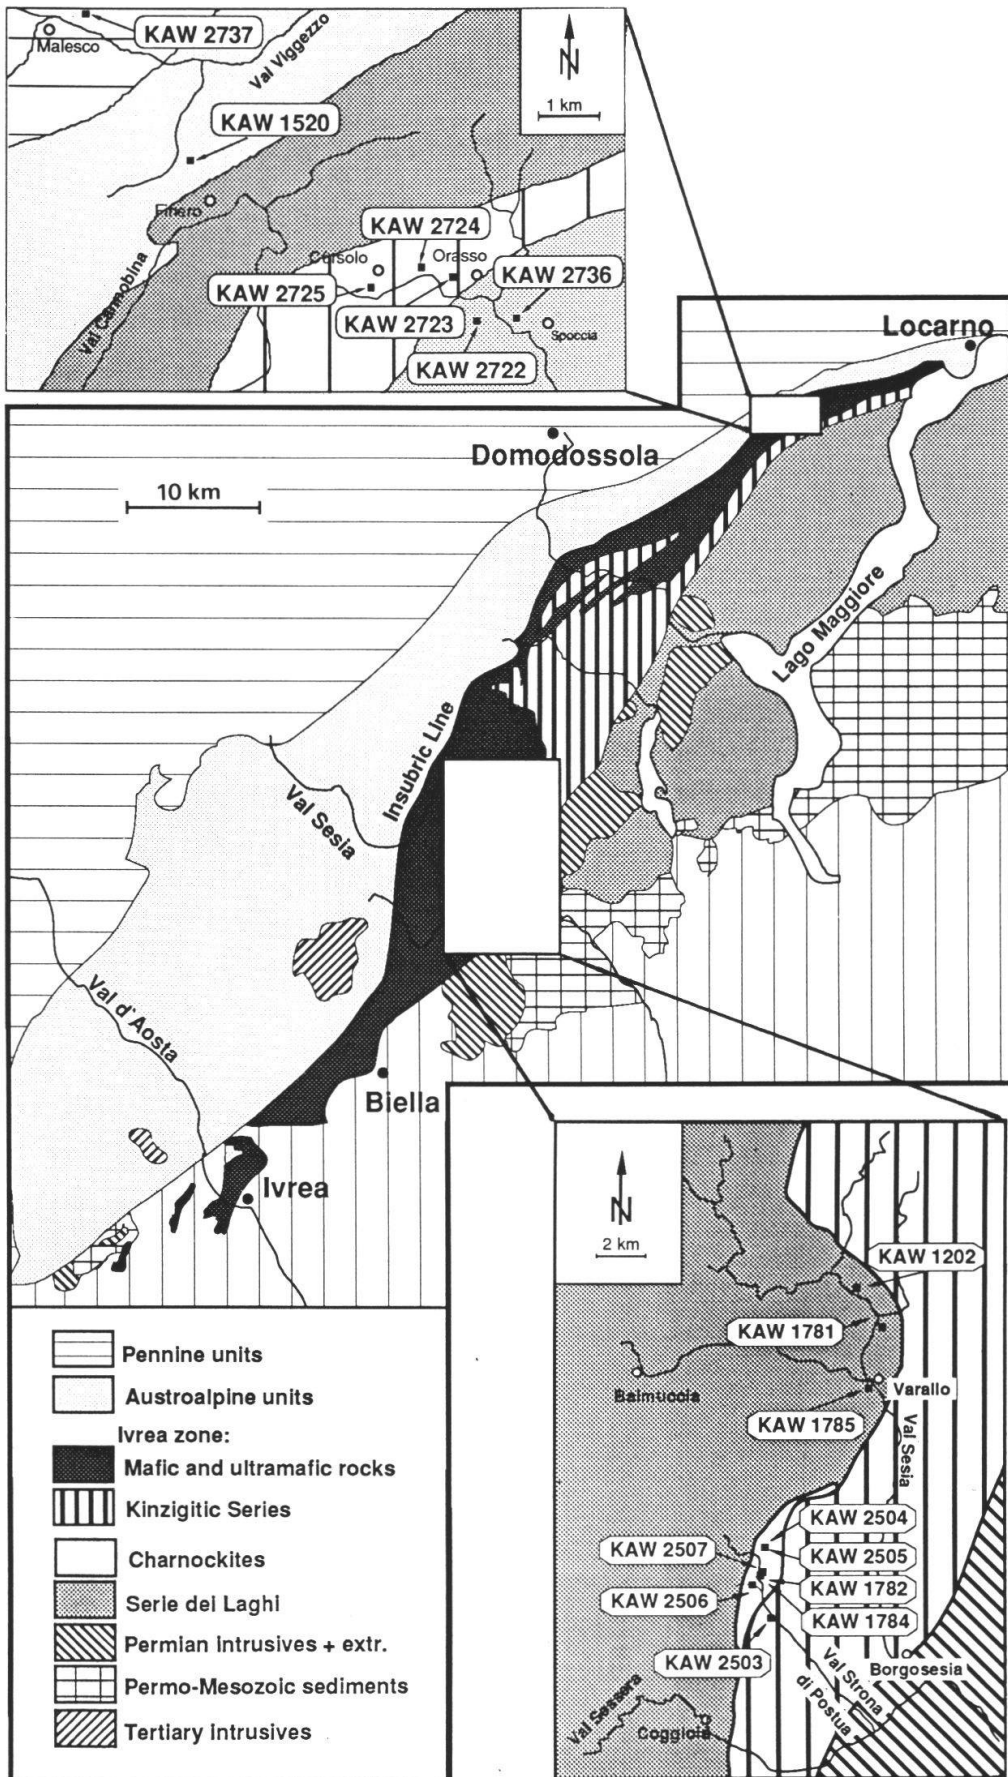 KAW 2737
Malesco
Val Viggezzo
N
1 km
KAW 1520
Finero
KAW 2724
Cursolo
Orasso
KAW 2736
KAW 2725
KAW 2723
Spoccia
KAW 2722
Val Cannobina
Locarno
Domodossola
10 km
Lago Maggiore
Insubric Line
Val Sesia
Val d'Aosta
Biella
Ivrea
N
2 km
KAW 1202
KAW 1781
Balmuccia
Varallo
KAW 1785
Val Sesia
KAW 2504
KAW 2507
KAW 2505
KAW 1782
KAW 2506
KAW 1784
KAW 2503
Borgosesia
Val Strona
di Postua
Val Sessera
Coggiola
Pennine units
Austroalpine units
Ivrea zone:
Mafic and ultramafic rocks
Kinzigitic Series
Charnockites
Serie dei Laghi
Permian intrusives + extr.
Permo-Mesozoic sediments
Tertiary intrusives